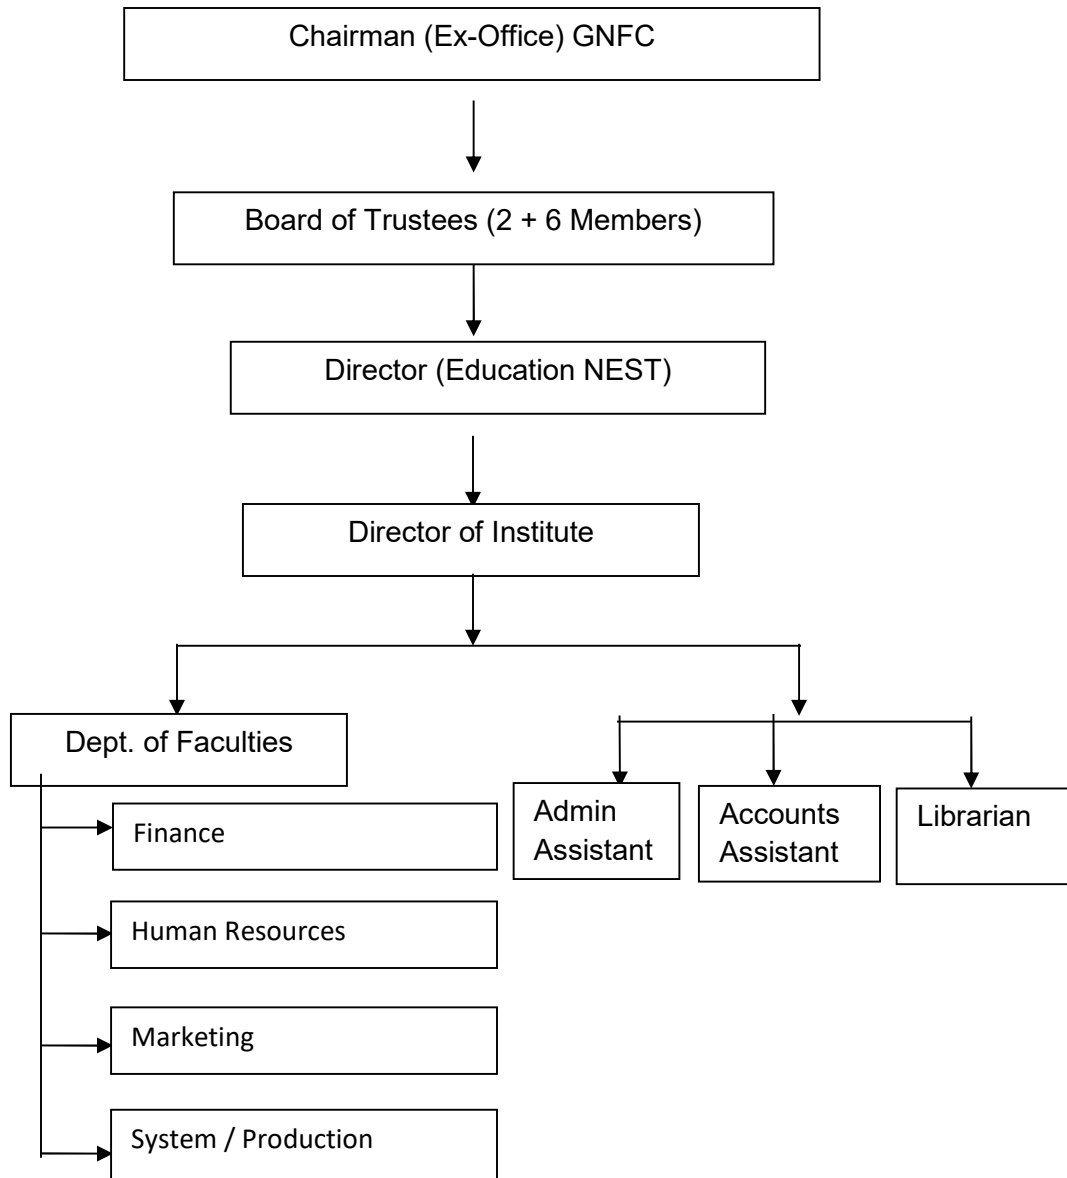 Chairman (Ex-Office) GNFC
Board of Trustees (2 + 6 Members)
Director (Education NEST)
Director of Institute
Dept. of Faculties
Finance
Human Resources
Marketing
System / Production
Admin
Assistant
Accounts
Assistant
Librarian